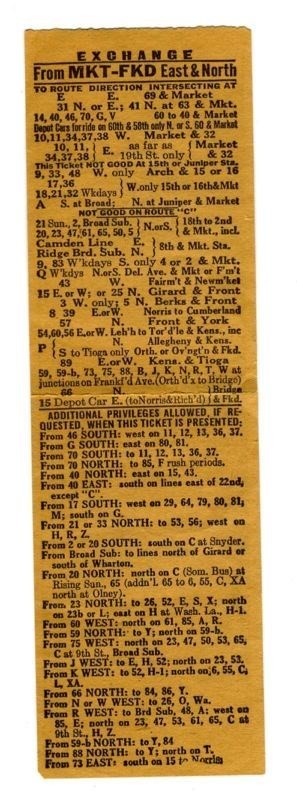 EXCHANGE
From MKT-FKD East & North
TO ROUTE DIRECTION INTERSECTING AT
E E. 69 & Market
31 N. or E.; 41 N. at 63 & Mkt.
14, 40, 46, 70, G, V 60 to 40 & Market
Depot Cars for ride on 60th & 50th only N. or S. 60 & Market
10,11,34,37,38 W. Market & 32
10, 11, } E. as far as { Market
34,37,38 } 19th St. only { & 32
This Ticket NOT GOOD AT 15th or Juniper Sta.
9, 33, 48 W. only Arch & 15 or 16
17,36 } W.only 15th or 16th&Mkt
18,21,32 Wkdays
A S. at Broad; N. at Juniper & Market
NOT GOOD ON ROUTE "C"
21 Sun., 2, Broad Sub. } N.orS. { 18th to 2nd
20, 23, 47, 61, 65, 50, 5 } { & Mkt., incl.
Camden Line E. } 8th & Mkt. Sta.
Ridge Brd. Sub. N.
9, 83 W'kdays S. only 4 or 2 & Mkt.
Q W'kdys N.orS. Del. Ave. & Mkt or F'm't
43 W. Fairm't & Newm'ket
15 E. or W; or 25 N. Girard & Front
3 W. only; 5 N. Berks & Front
8 39 E.orW. Norris to Cumberland
57 N. Front & York
54,60,56 E.orW. Leh'h to Tor'd'le & Kens., inc
P { N. Allegheny & Kens.
S to Tioga only Orth. or Ov'ngt'n & Fkd.
89 E.orW. Kens. & Tioga
59, 59-b, 73, 75, 88, B, J, K, N, R, T, W at
junctions on Frankf'd Ave. (Orth'd'x to Bridge)
66 N. { Bridge
15 Depot Car E. (toNorris&Rich'd) { & Fkd.
ADDITIONAL PRIVILEGES ALLOWED, IF RE-
QUESTED, WHEN THIS TICKET IS PRESENTED:
From 46 SOUTH: west on 11, 12, 13, 36, 37.
From G SOUTH: east on 80, 81.
From 70 SOUTH: to 11, 12, 13, 36, 37.
From 70 NORTH: to 85, F rush periods.
From 40 NORTH: east on 15, 43.
From 40 EAST: south on lines east of 22nd,
except "C".
From 17 SOUTH: west on 29, 64, 79, 80, 81,
M; south on G.
From 21 or 33 NORTH: to 53, 56; west on
H, R, Z.
From 2 or 20 SOUTH: south on C at Snyder.
From Broad Sub: to lines north of Girard or
south of Wharton.
From 20 NORTH: north on C (Som. Bus) at
Rising Sun., 65 (addn'l 65 to 6, 55, C, XA
north at Olney).
From 23 NORTH: to 26, 52, E, S, X; north
on 23b or L; east on H at Wash. La., H-1.
From 60 WEST: north on 61, 85, A, R.
From 59 NORTH: to Y; north on 59-b.
From 75 WEST: north on 23, 47, 50, 53, 65,
C at 9th St., Broad Sub.
From J WEST: to E, H, 52; north on 23, 53.
From K WEST: to 52, H-1; north on 6, 55, C,
L, XA.
From 66 NORTH: to 84, 86, Y.
From N or W WEST: to 26, O, Wa.
From R WEST: to Brd Sub, 48, A: west on
85, E; north on 23, 47, 53, 61, 65, C at
9th St., H, Z.
From 59-b NORTH: to Y, 84
From 88 NORTH: to Y; north on T.
From 73 EAST: south on 15 to Norris